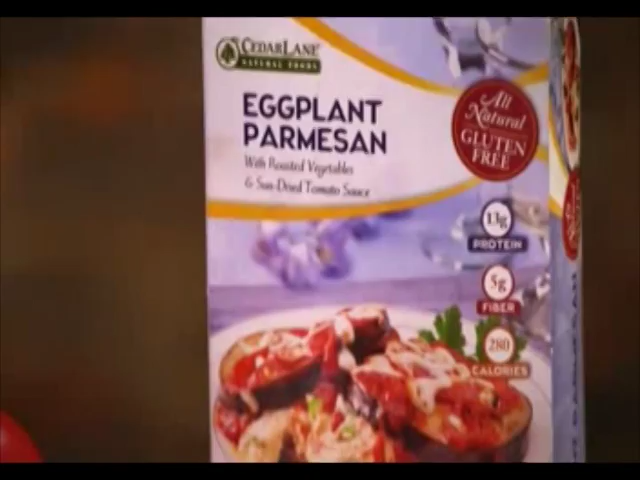 CEDARLANE
NATURAL FOODS
EGGPLANT
PARMESAN
With Roasted Vegetables
& Sun-Dried Tomato Sauce
All
Natural
GLUTEN
FREE
13g
PROTEIN
5g
FIBER
280
CALORIES